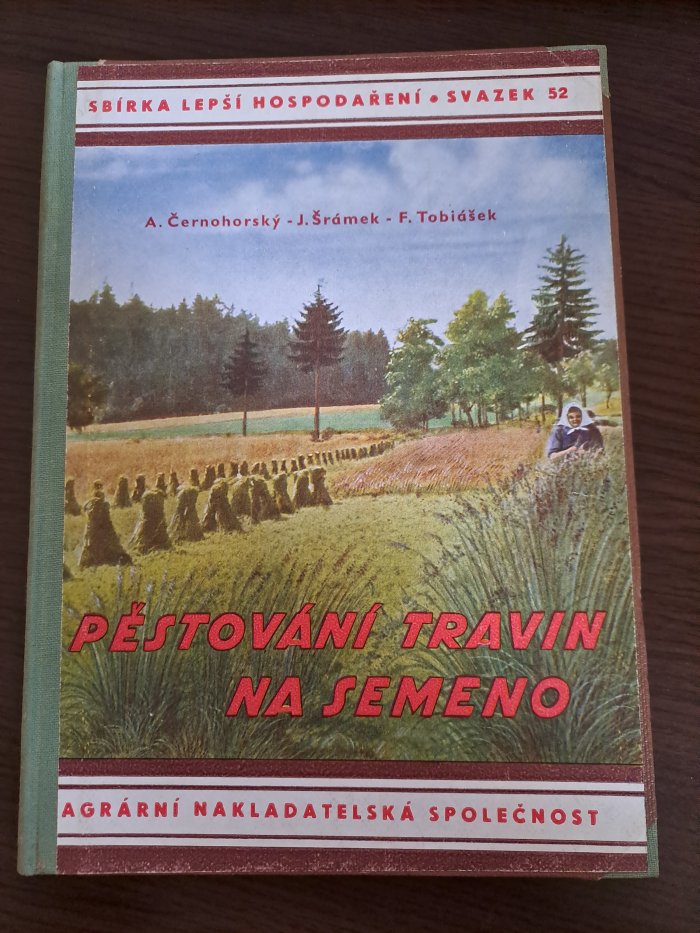 SBÍRKA LEPŠÍ HOSPODAŘENÍ • SVAZEK 52
A. Černohorský - J. Šrámek - F. Tobiášek
PĚSTOVÁNÍ TRAVIN
NA SEMENO
AGRÁRNÍ NAKLADATELSKÁ SPOLEČNOST